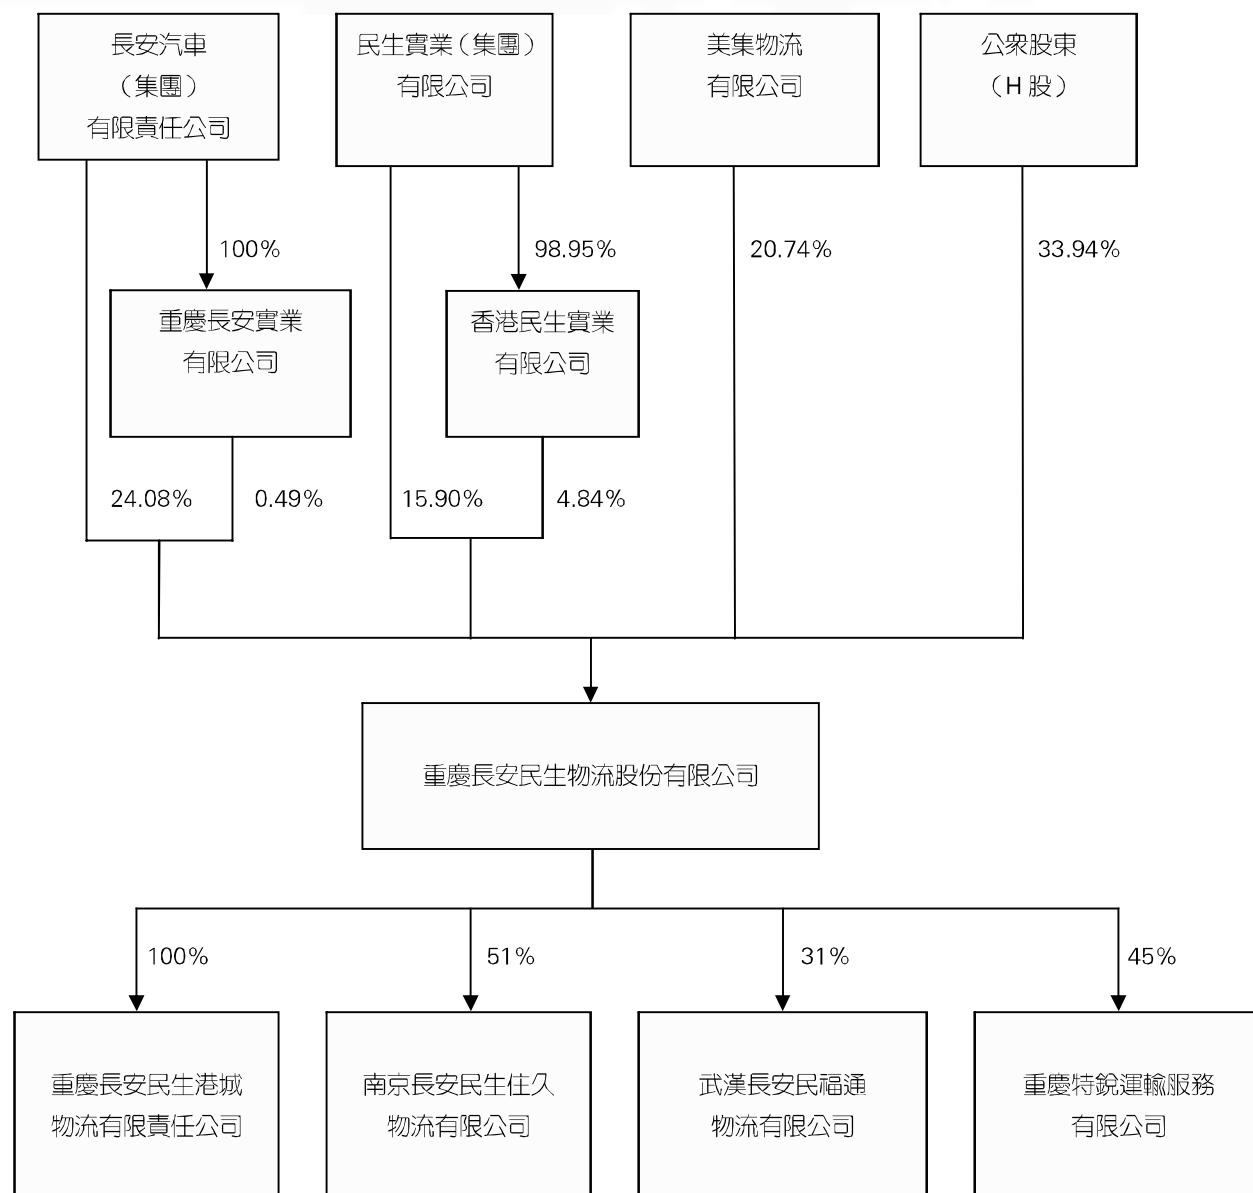 長安汽車
（集團）
有限責任公司
民生實業（集團）
有限公司
美集物流
有限公司
公眾股東
（H 股）
100%
98.95%
20.74%
33.94%
重慶長安實業
有限公司
香港民生實業
有限公司
24.08%
0.49%
15.90%
4.84%
重慶長安民生物流股份有限公司
100%
51%
31%
45%
重慶長安民生港城
物流有限責任公司
南京長安民生住久
物流有限公司
武漢長安民福通
物流有限公司
重慶特銳運輸服務
有限公司